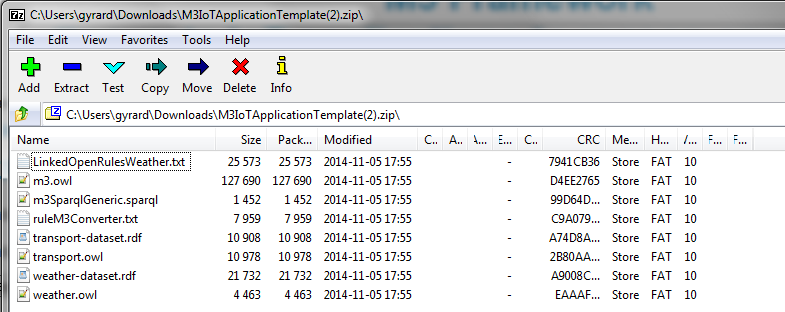 C:\Users\gyrard\Downloads\M3IoTApplicationTemplate(2).zip\
File Edit View Favorites Tools Help
Add Extract Test Copy Move Delete Info
C:\Users\gyrard\Downloads\M3IoTApplicationTemplate(2).zip\
Name Size Pack... Modified C.. A.. A... E... C.. CRC Me... H... /... F... F...
LinkedOpenRulesWeather.txt 25 573 25 573 2014-11-05 17:55 - 7941CB36 Store FAT 10
m3.owl 127 690 127 690 2014-11-05 17:55 - D4EE2765 Store FAT 10
m3SparqlGeneric.sparql 1 452 1 452 2014-11-05 17:55 - 99D64D... Store FAT 10
ruleM3Converter.txt 7 959 7 959 2014-11-05 17:55 - C9A079... Store FAT 10
transport-dataset.rdf 10 908 10 908 2014-11-05 17:55 - A74D8A... Store FAT 10
transport.owl 10 978 10 978 2014-11-05 17:55 - 2B80AA... Store FAT 10
weather-dataset.rdf 21 732 21 732 2014-11-05 17:55 - A9008C... Store FAT 10
weather.owl 4 463 4 463 2014-11-05 17:55 - EAAAF... Store FAT 10